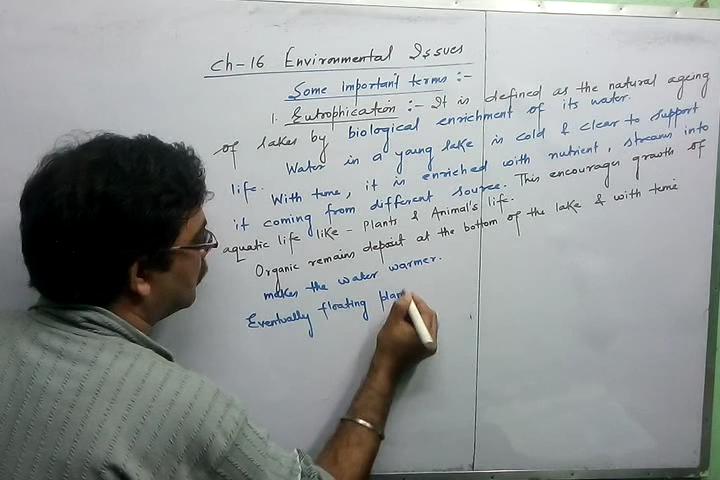 Ch-16 Environmental Issues
Some Important terms :-
1. Eutrophication :- It is defined as the natural ageing
of lakes by biological enrichment of its water.
Water in a young lake is cold & clear to support
life. With time, it is enriched with nutrient, streams into
it coming from different source. This encourages growth of
aquatic life like - Plants & Animal's life.
Organic remains deposit at the bottom of the lake & with time
makes the water warmer.
Eventually floating plan